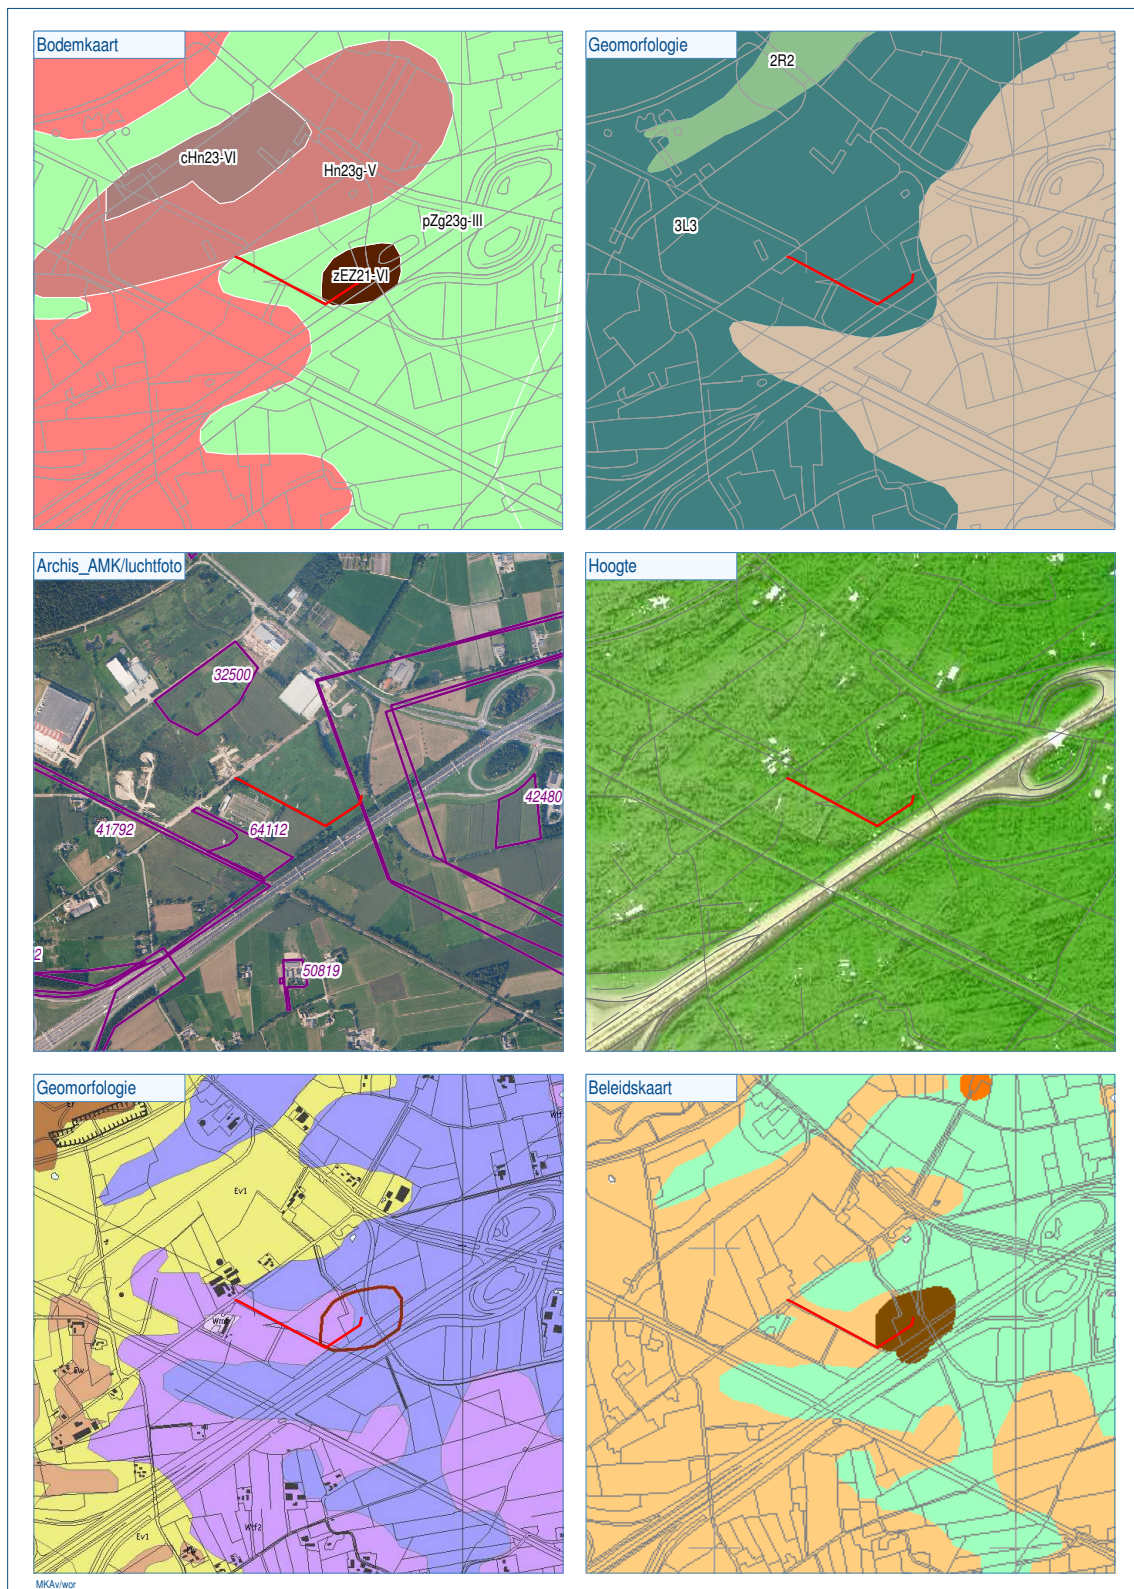 Bodemkaart
cHn23-VI
Hn23g-V
pZg23g-III
zEZ21-VI
Geomorfologie
2R2
3L3
Archis_AMK/luchtfoto
32500
42480
41792
64112
2
50819
Hoogte
Geomorfologie
Ev1
Ev1
Wtf2
Beleidskaart
MKAv/wor